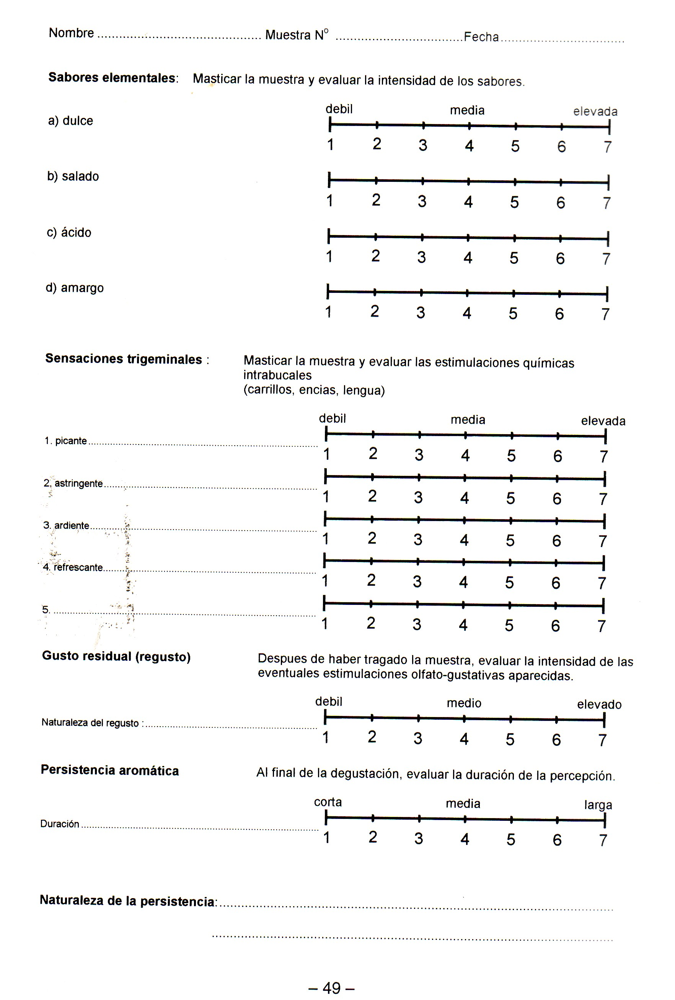 Nombre ............................................. Muestra Nº ...................................Fecha..................................
Sabores elementales: Masticar la muestra y evaluar la intensidad de los sabores.
debil media elevada
a) dulce
1 2 3 4 5 6 7
b) salado
1 2 3 4 5 6 7
c) ácido
1 2 3 4 5 6 7
d) amargo
1 2 3 4 5 6 7
Sensaciones trigeminales : Masticar la muestra y evaluar las estimulaciones químicas
intrabucales
(carrillos, encias, lengua)
debil media elevada
1. picante..........................................................................................
1 2 3 4 5 6 7
2. astringente....................................................................................
1 2 3 4 5 6 7
3. ardiente.........................................................................................
1 2 3 4 5 6 7
4. refrescante....................................................................................
1 2 3 4 5 6 7
5. ......................................................................................................
1 2 3 4 5 6 7
Gusto residual (regusto) Despues de haber tragado la muestra, evaluar la intensidad de las
eventuales estimulaciones olfato-gustativas aparecidas.
debil medio elevado
Naturaleza del regusto :...................................................................
1 2 3 4 5 6 7
Persistencia aromática Al final de la degustación, evaluar la duración de la percepción.
corta media larga
Duración ............................................................................................
1 2 3 4 5 6 7
Naturaleza de la persistencia:.............................................................................................................
..............................................................................................................
– 49 –